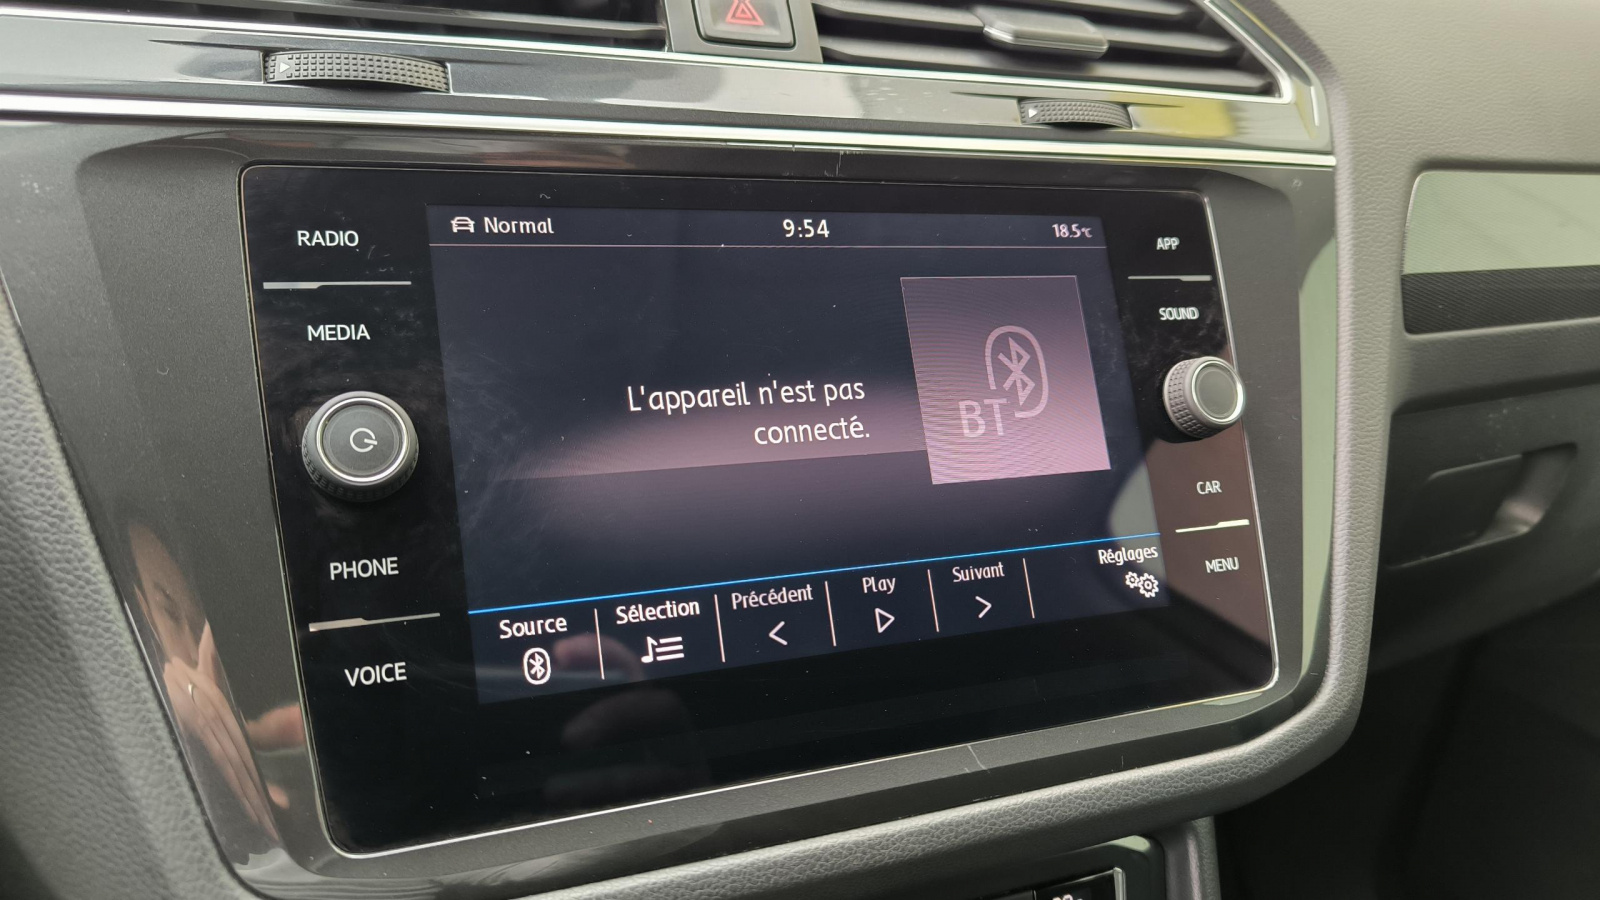 RADIO
MEDIA
PHONE
VOICE
Normal
9:54
18.5°C
L'appareil n'est pas
connecté.
BT
Source
Sélection
Précédent
Play
Suivant
Réglages
APP
SOUND
CAR
MENU